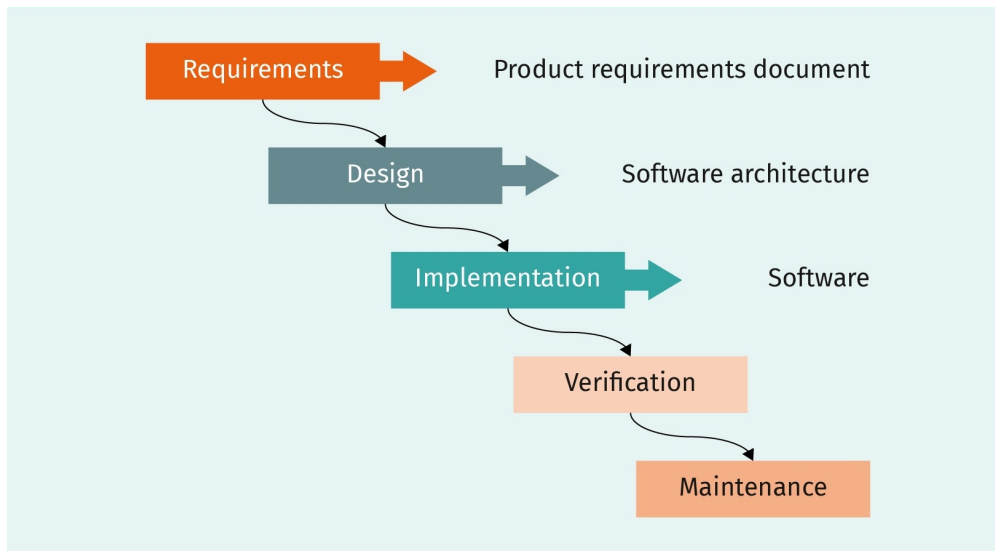 Requirements
Product requirements document
Design
Software architecture
Implementation
Software
Verification
Maintenance